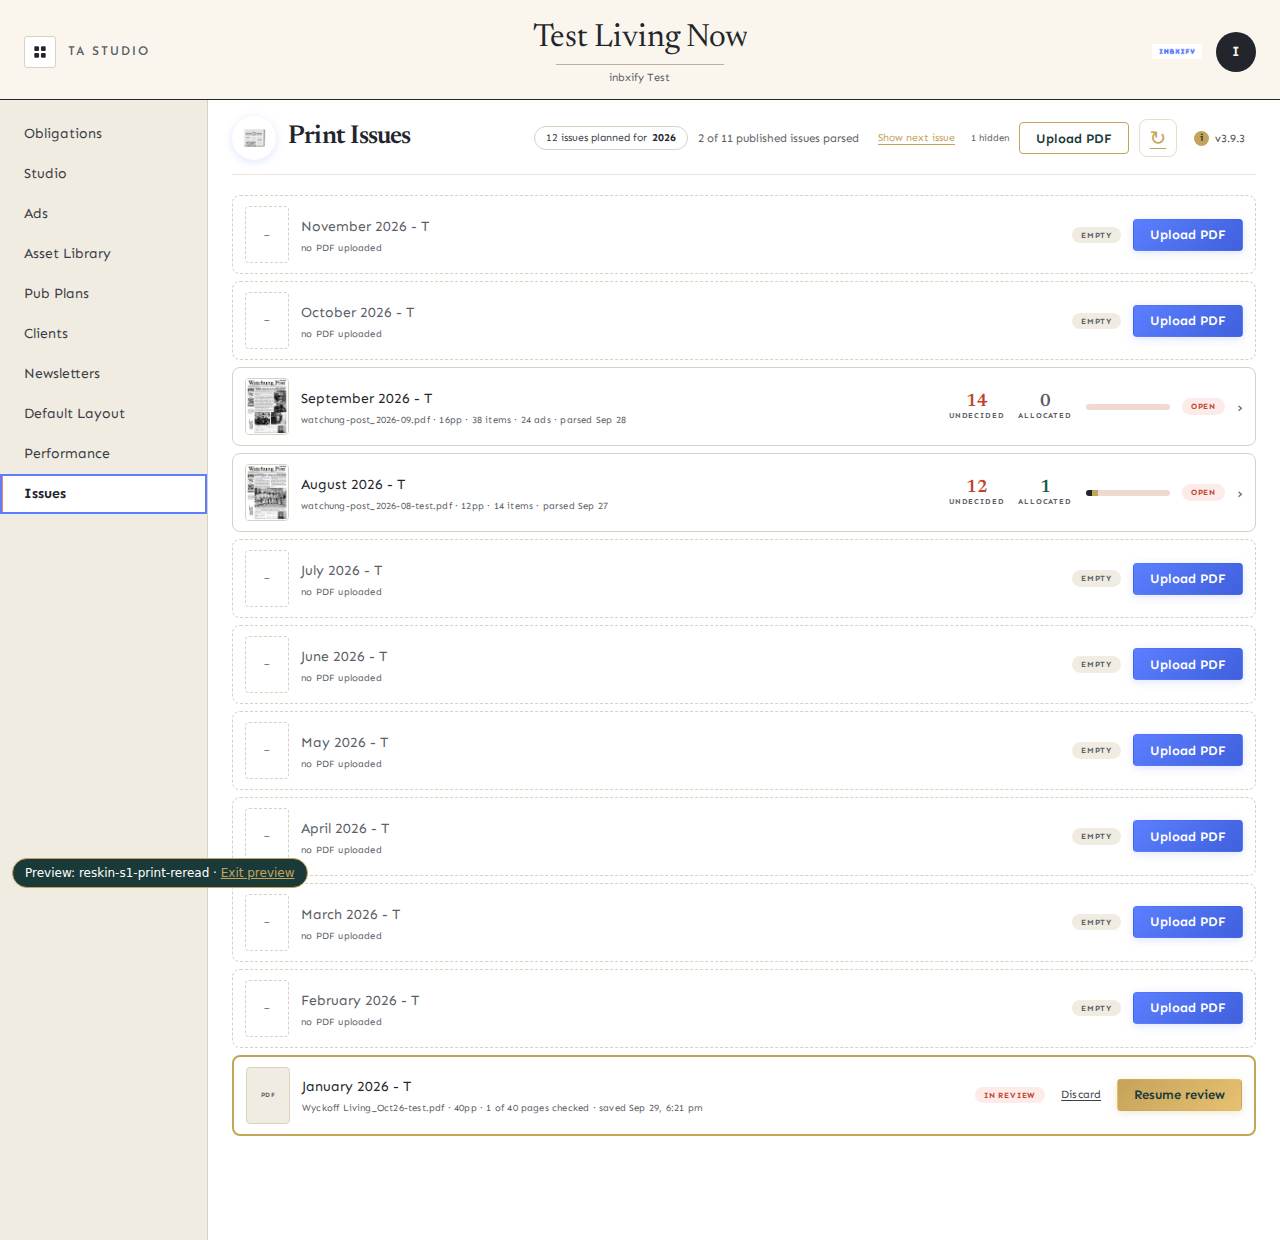 TA STUDIO
Test Living Now
inbxify Test
INBXIFY
I
Obligations
Studio
Ads
Asset Library
Pub Plans
Clients
Newsletters
Default Layout
Performance
Issues
Print Issues
12 issues planned for 2026
2 of 11 published issues parsed
Show next issue
1 hidden
Upload PDF
↻
i v3.9.3
–
November 2026 - T
no PDF uploaded
EMPTY
Upload PDF
–
October 2026 - T
no PDF uploaded
EMPTY
Upload PDF
Watchung Post
September 2026 - T
watchung-post_2026-09.pdf · 16pp · 38 items · 24 ads · parsed Sep 28
14 UNDECIDED
0 ALLOCATED
OPEN
›
Watchung Post
August 2026 - T
watchung-post_2026-08-test.pdf · 12pp · 14 items · parsed Sep 27
12 UNDECIDED
1 ALLOCATED
OPEN
›
–
July 2026 - T
no PDF uploaded
EMPTY
Upload PDF
–
June 2026 - T
no PDF uploaded
EMPTY
Upload PDF
–
May 2026 - T
no PDF uploaded
EMPTY
Upload PDF
–
April 2026 - T
no PDF uploaded
EMPTY
Upload PDF
Preview: reskin-s1-print-reread · Exit preview
–
March 2026 - T
no PDF uploaded
EMPTY
Upload PDF
–
February 2026 - T
no PDF uploaded
EMPTY
Upload PDF
PDF
January 2026 - T
Wyckoff Living_Oct26-test.pdf · 40pp · 1 of 40 pages checked · saved Sep 29, 6:21 pm
IN REVIEW
Discard
Resume review